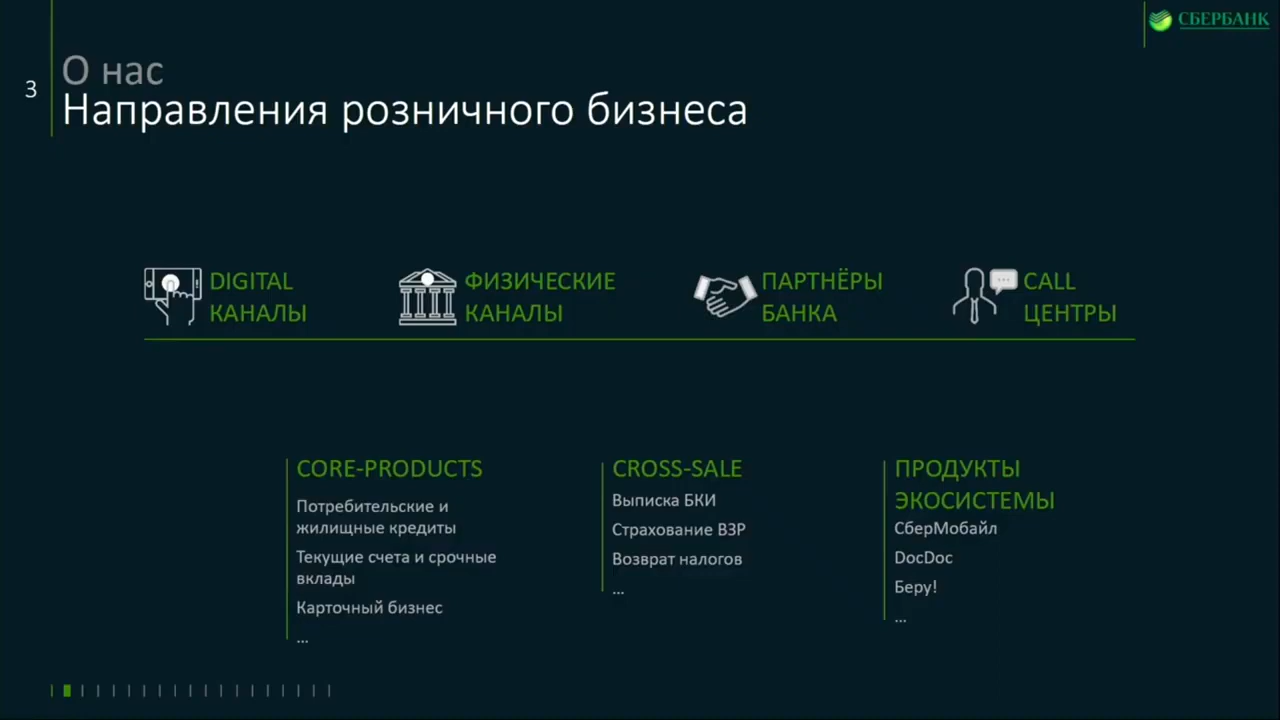 СБЕРБАНК
О нас
3
Направления розничного бизнеса
DIGITAL
КАНАЛЫ
ФИЗИЧЕСКИЕ
КАНАЛЫ
ПАРТНЁРЫ
БАНКА
CALL
ЦЕНТРЫ
CORE-PRODUCTS
Потребительские и
жилищные кредиты
Текущие счета и срочные
вклады
Карточный бизнес
...
CROSS-SALE
Выписка БКИ
Страхование ВЗР
Возврат налогов
...
ПРОДУКТЫ
ЭКОСИСТЕМЫ
СберМобайл
DocDoc
Беру!
...